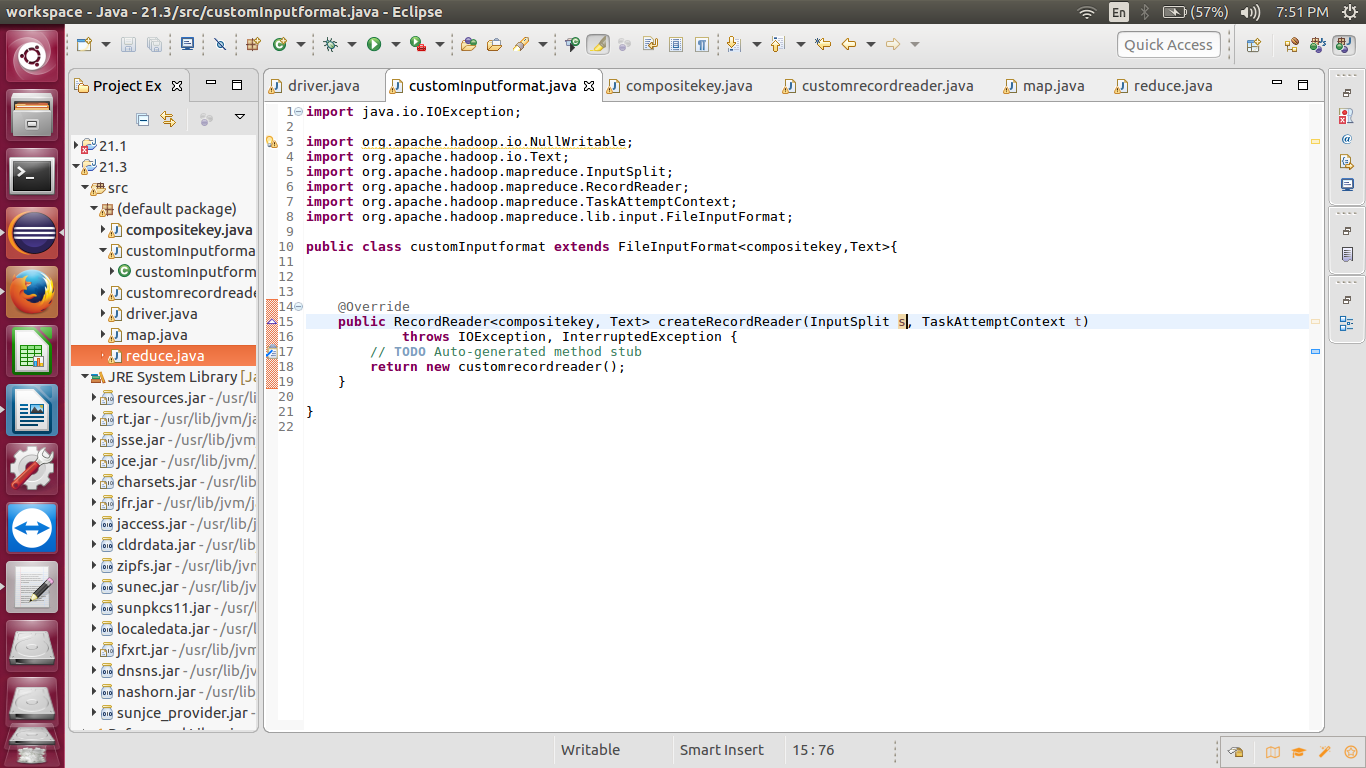 workspace - Java - 21.3/src/customInputformat.java - Eclipse
En
(57%)
7:51 PM
Quick Access
Project Ex
driver.java
customInputformat.java
compositekey.java
customrecordreader.java
map.java
reduce.java
21.1
21.3
src
(default package)
compositekey.java
customInputforma
customInputform
customrecordreade
driver.java
map.java
reduce.java
JRE System Library [Ja
resources.jar - /usr/li
rt.jar - /usr/lib/jvm/ja
jsse.jar - /usr/lib/jvm
jce.jar - /usr/lib/jvm/
charsets.jar - /usr/lib
jfr.jar - /usr/lib/jvm/j
jaccess.jar - /usr/lib/j
cldrdata.jar - /usr/lib
zipfs.jar - /usr/lib/jv
sunec.jar - /usr/lib/jv
sunpkcs11.jar - /usr/
localedata.jar - /usr/l
jfxrt.jar - /usr/lib/jvm
dnsns.jar - /usr/lib/jv
nashorn.jar - /usr/lib
sunjce_provider.jar -
1 import java.io.IOException;
2
3 import org.apache.hadoop.io.NullWritable;
4 import org.apache.hadoop.io.Text;
5 import org.apache.hadoop.mapreduce.InputSplit;
6 import org.apache.hadoop.mapreduce.RecordReader;
7 import org.apache.hadoop.mapreduce.TaskAttemptContext;
8 import org.apache.hadoop.mapreduce.lib.input.FileInputFormat;
9
10 public class customInputformat extends FileInputFormat<compositekey,Text>{
11
12
13
14 @Override
15 public RecordReader<compositekey, Text> createRecordReader(InputSplit s, TaskAttemptContext t)
16 throws IOException, InterruptedException {
17 // TODO Auto-generated method stub
18 return new customrecordreader();
19 }
20
21 }
22
Writable
Smart Insert
15 : 76